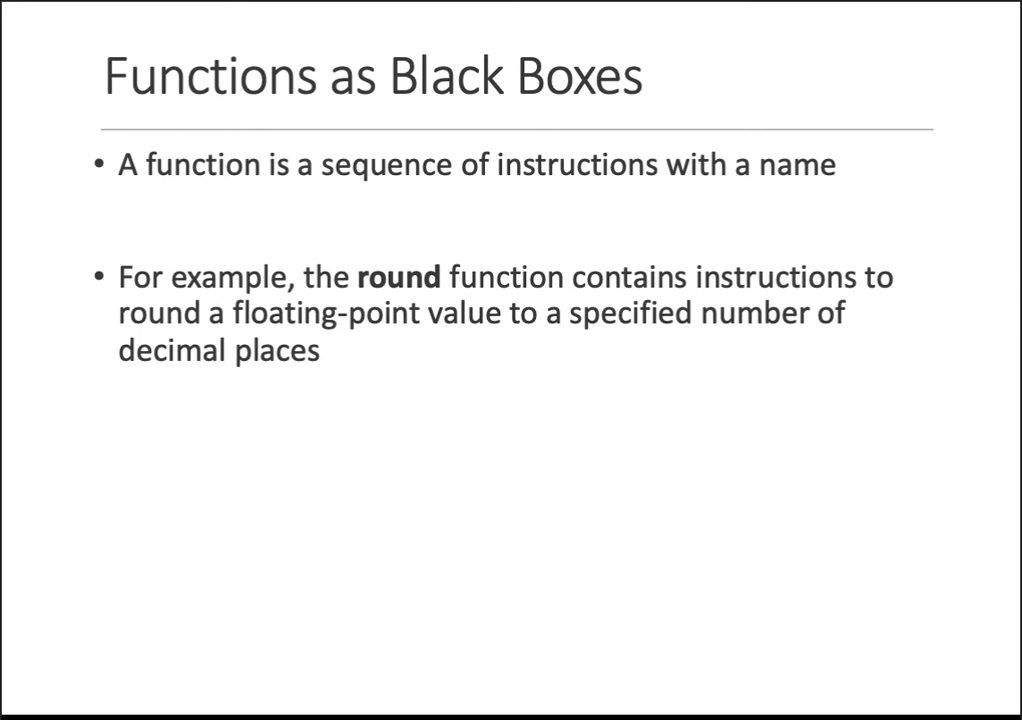 Functions as Black Boxes
• A function is a sequence of instructions with a name
• For example, the round function contains instructions to
round a floating-point value to a specified number of
decimal places